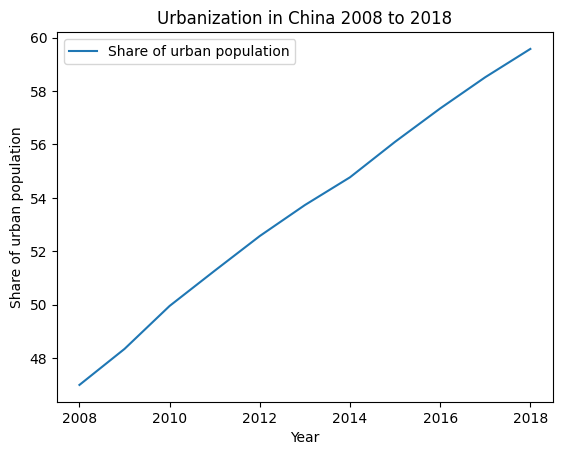 Urbanization in China 2008 to 2018
Share of urban population
Share of urban population
60
58
56
54
52
50
48
2008 2010 2012 2014 2016 2018
Year